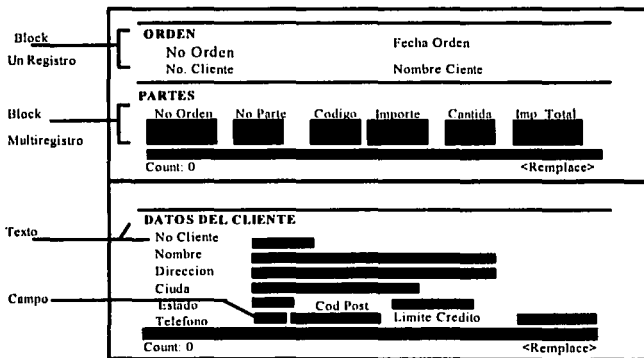 Block
Un Registro
ORDEN
No Orden
Fecha Orden
No. Cliente
Nombre Ciente
Block
Multiregistro
PARTES
No Orden No Parte Codigo Importe Cantida Imp Total
Count: 0 <Remplace>
Texto
DATOS DEL CLIENTE
No Cliente
Nombre
Direccion
Ciuda
Campo
Estado Cod Post
Telefono Limite Credito
Count: 0 <Remplace>